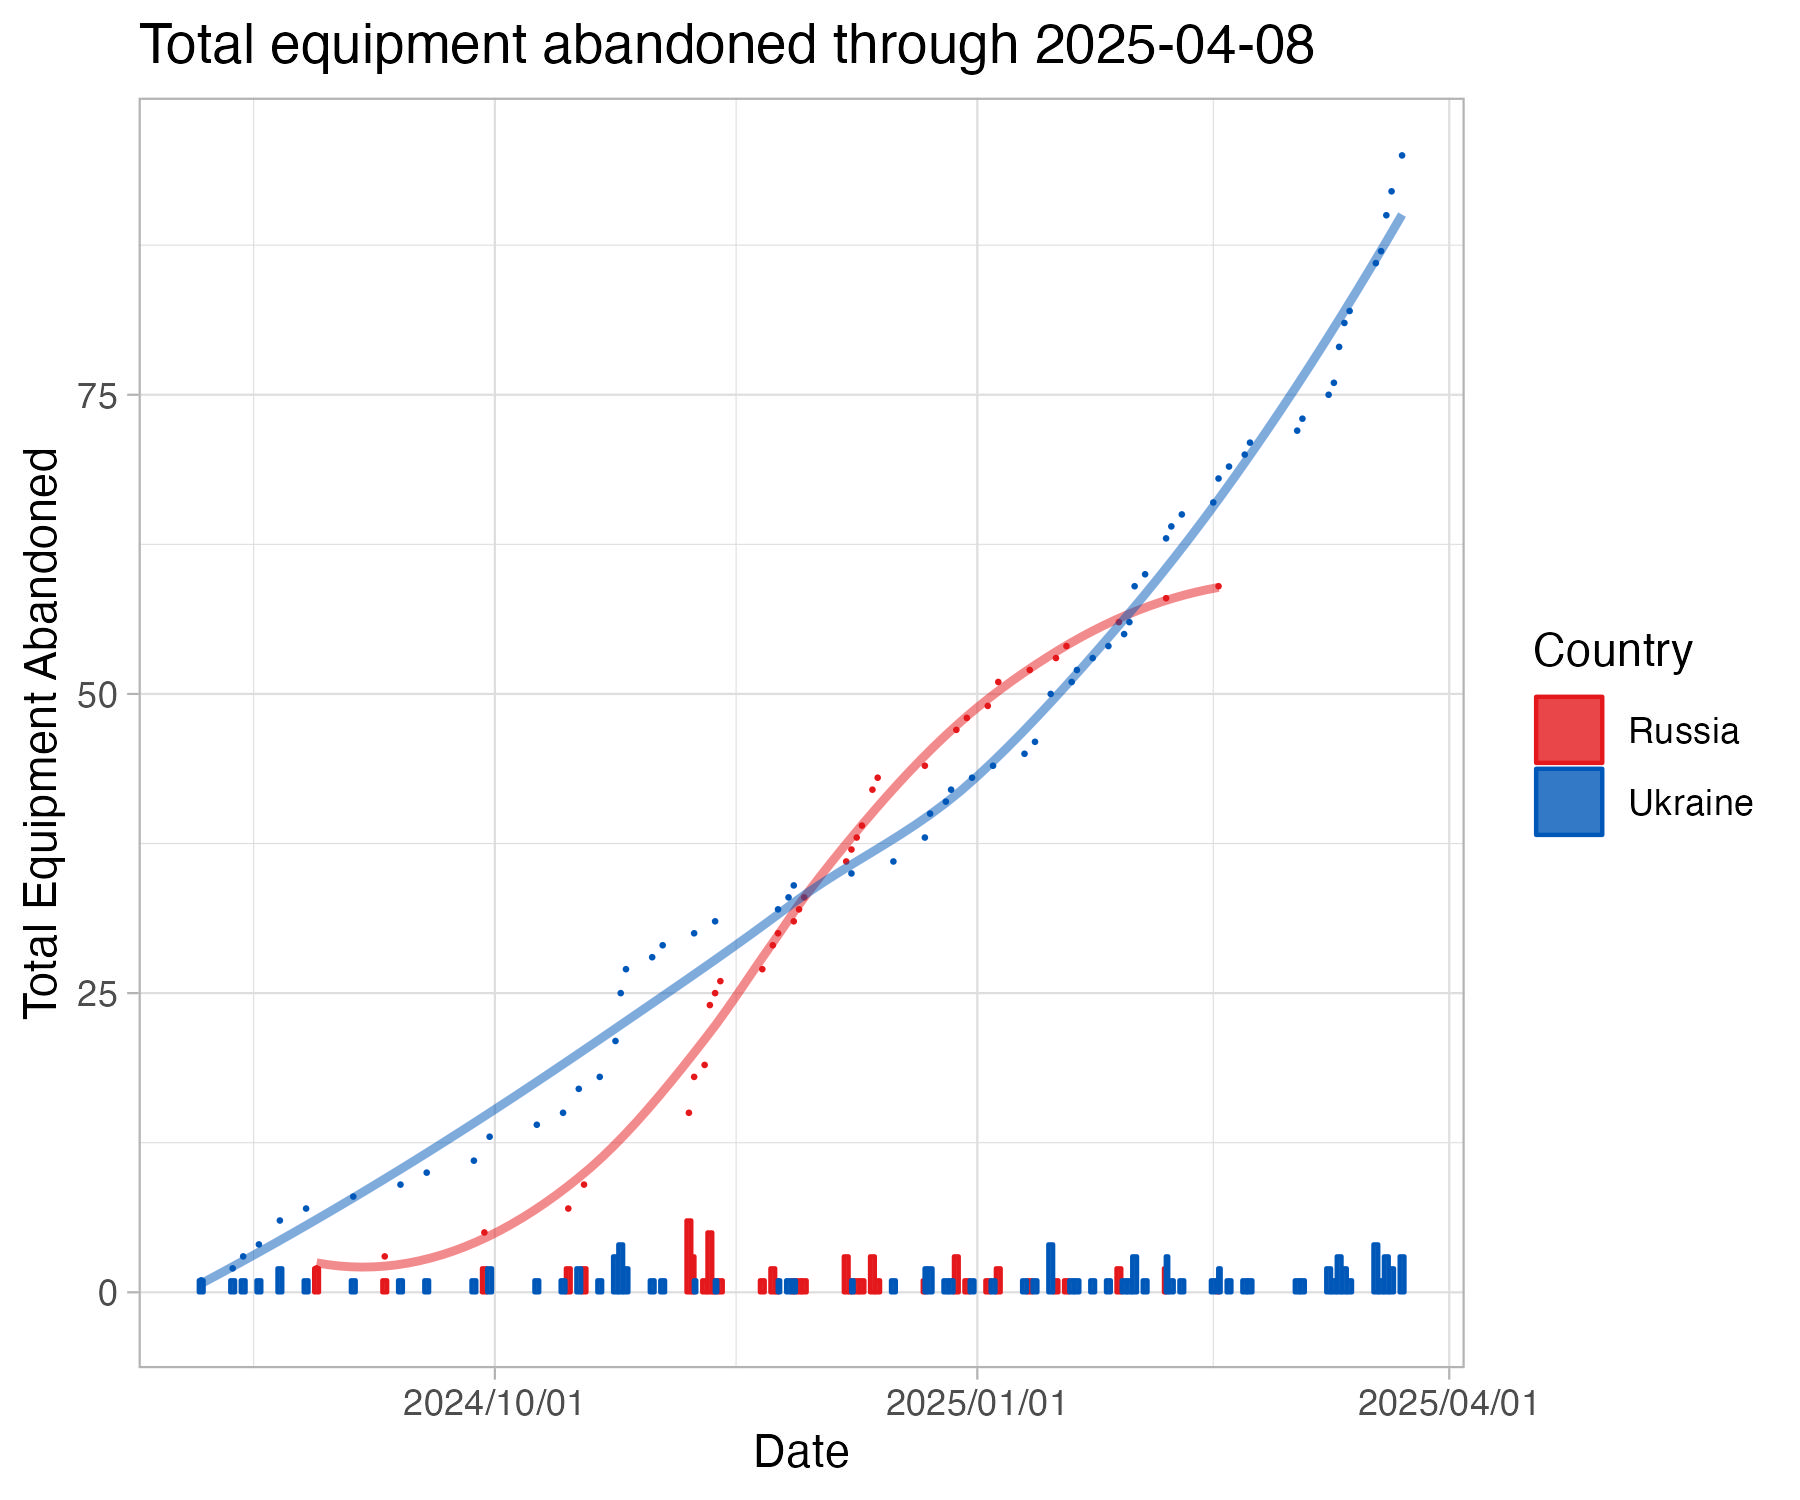 Total equipment abandoned through 2025-04-08
Total Equipment Abandoned
75
50
25
0
2024/10/01
2025/01/01
2025/04/01
Date
Country
Russia
Ukraine